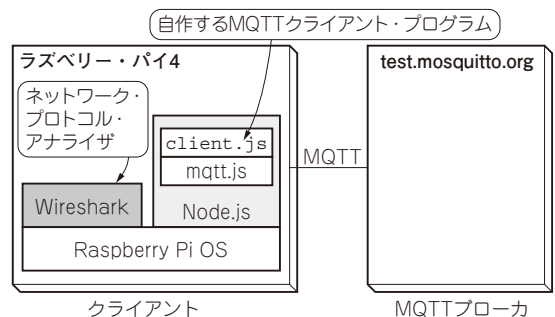 自作するMQTTクライアント・プログラム
ラズベリー・パイ4
test.mosquitto.org
ネットワーク・
プロトコル・
アナライザ
client.js
mqtt.js
MQTT
Wireshark
Node.js
Raspberry Pi OS
クライアント
MQTTブローカ